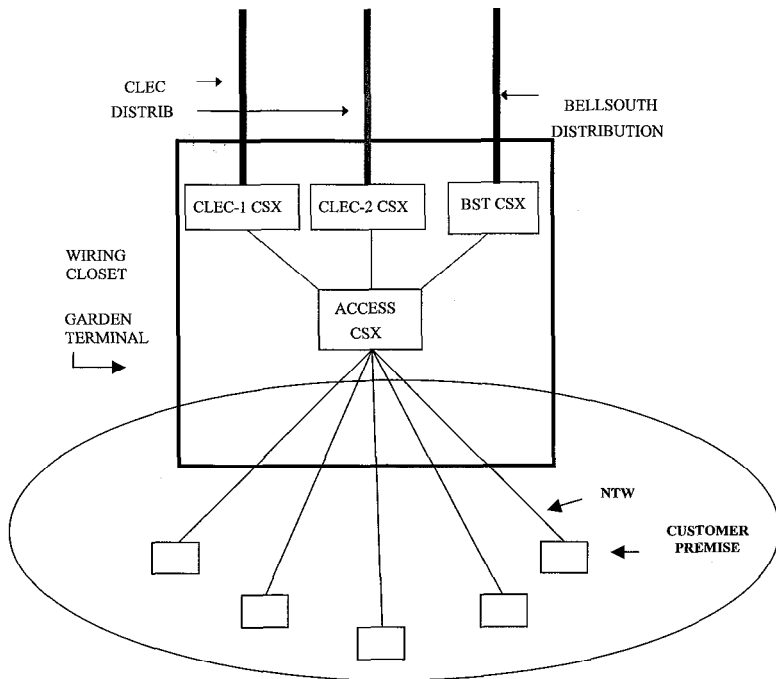 CLEC
DISTRIB
BELLSOUTH
DISTRIBUTION
CLEC-1 CSX
CLEC-2 CSX
BST CSX
WIRING
CLOSET
ACCESS
CSX
GARDEN
TERMINAL
NTW
CUSTOMER
PREMISE